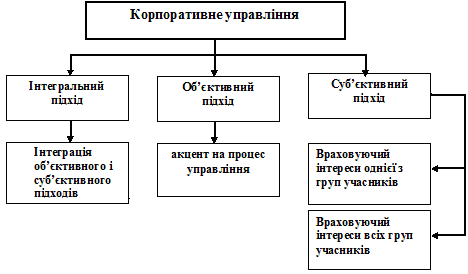 Корпоративне управління
Інтегральний
підхід
Об’єктивний
підхід
Суб’єктивний
підхід
Інтеграція
об’єктивного і
суб’єктивного
підходів
акцент на процес
управління
Враховуючий
інтереси однієї з
груп учасників
Враховуючий
інтереси всіх груп
учасників